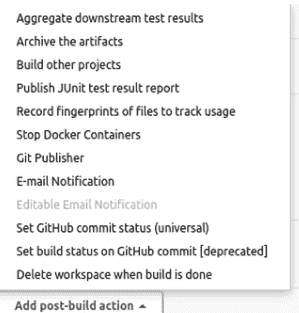 Aggregate downstream test results
Archive the artifacts
Build other projects
Publish JUnit test result report
Record fingerprints of files to track usage
Stop Docker Containers
Git Publisher
E-mail Notification
Editable Email Notification
Set GitHub commit status (universal)
Set build status on GitHub commit [deprecated]
Delete workspace when build is done
Add post-build action